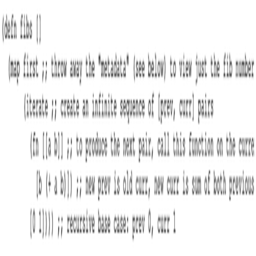 (defn fibs []
(map first ;; throw away the "metadata" (see below) to view just the fib number
(iterate ;; create an infinite sequence of [prev, curr] pairs
(fn [[a b]] ;; to produce the next pair, call this function on the curre
[b (+ a b)]) ;; new prev is old curr, new curr is sum of both previous
[0 1]))) ;; recursive base case: prev 0, curr 1